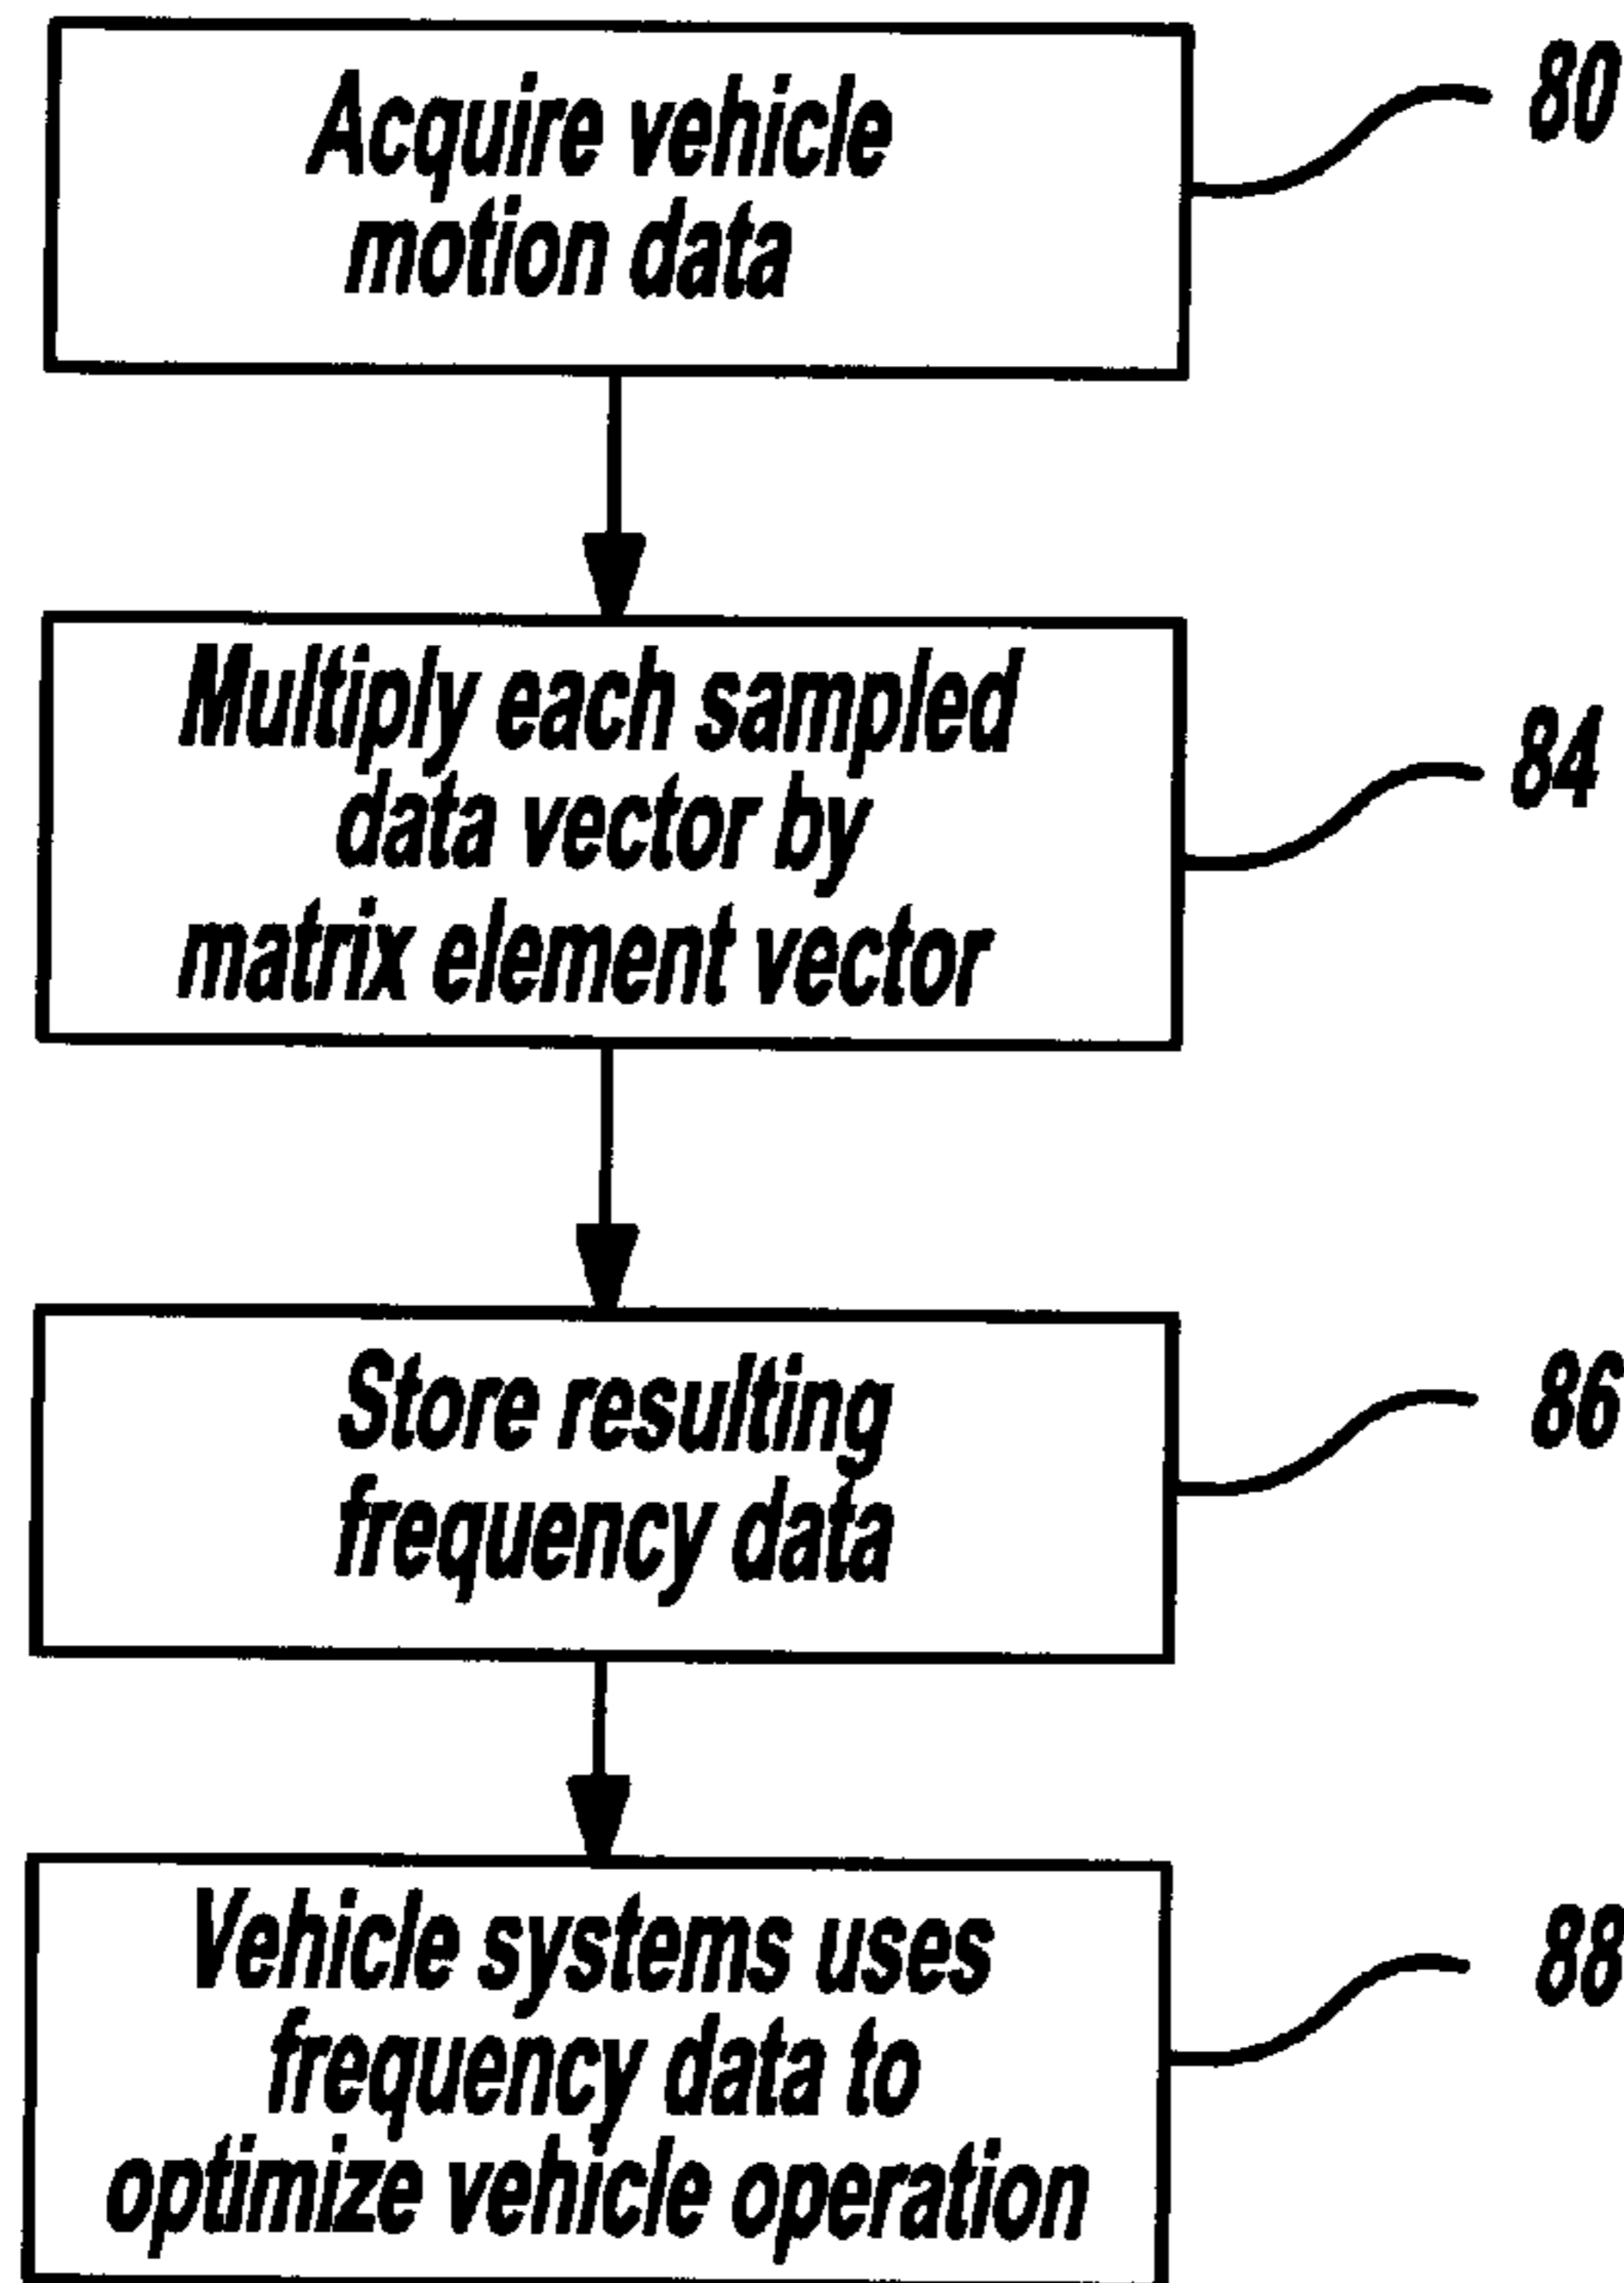 Acquire vehicle
motion data
80
Multiply each sampled
data vector by
matrix element vector
84
Store resulting
frequency data
86
Vehicle systems uses
frequency data to
optimize vehicle operation
88